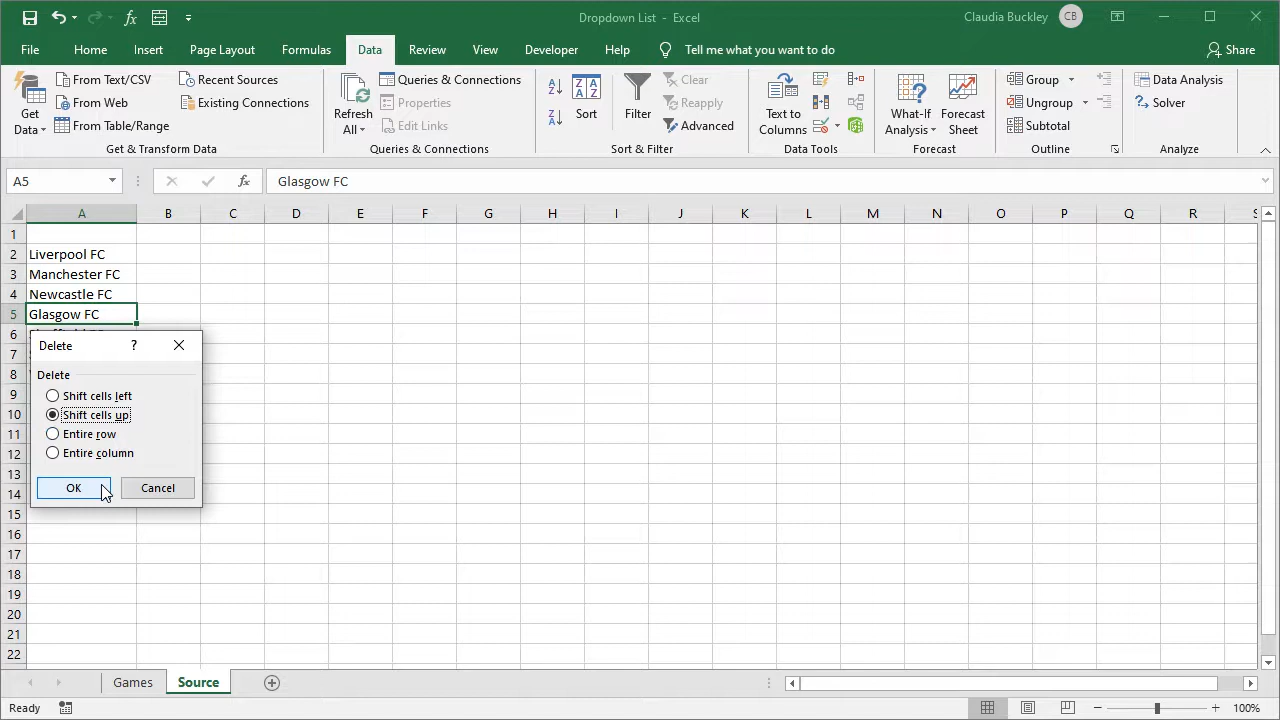 Dropdown List - Excel
Claudia Buckley CB
File Home Insert Page Layout Formulas Data Review View Developer Help Tell me what you want to do Share
Get Data
From Text/CSV
From Web
From Table/Range
Recent Sources
Existing Connections
Get & Transform Data
Refresh All
Queries & Connections
Properties
Edit Links
Queries & Connections
Sort
Filter
Clear
Reapply
Advanced
Sort & Filter
Text to Columns
Data Tools
What-If Analysis
Forecast Sheet
Forecast
Group
Ungroup
Subtotal
Outline
Data Analysis
Solver
Analyze
A5 fx Glasgow FC
A B C D E F G H I J K L M N O P Q R S
1
2 Liverpool FC
3 Manchester FC
4 Newcastle FC
5 Glasgow FC
6
7
8
9
10
11
12
13
14
15
16
17
18
19
20
21
22
Delete ?
Delete
Shift cells left
Shift cells up
Entire row
Entire column
OK Cancel
Games Source
Ready 100%